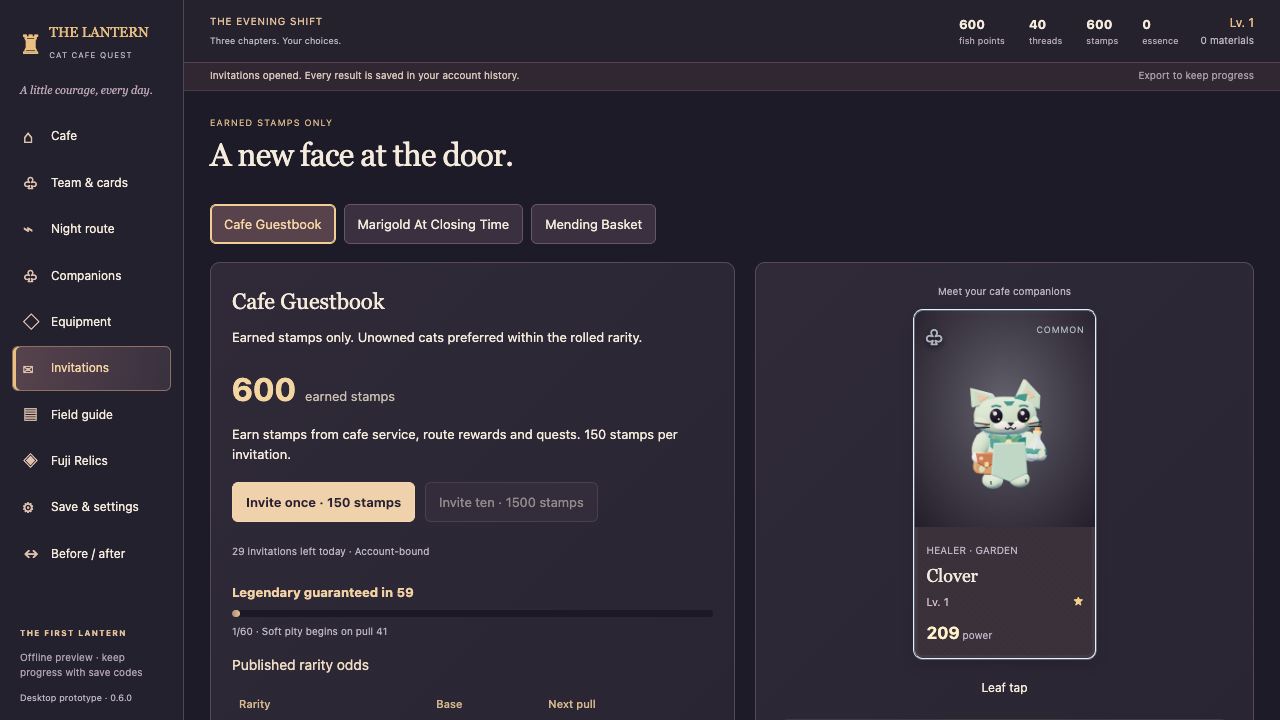 THE LANTERN
CAT CAFE QUEST
A little courage, every day.
Cafe
Team & cards
Night route
Companions
Equipment
Invitations
Field guide
Fuji Relics
Save & settings
Before / after
THE FIRST LANTERN
Offline preview · keep
progress with save codes
Desktop prototype · 0.6.0
THE EVENING SHIFT
Three chapters. Your choices.
600 fish points
40 threads
600 stamps
0 essence
Lv. 1
0 materials
Invitations opened. Every result is saved in your account history.
Export to keep progress
EARNED STAMPS ONLY
A new face at the door.
Cafe Guestbook
Marigold At Closing Time
Mending Basket
Cafe Guestbook
Earned stamps only. Unowned cats preferred within the rolled rarity.
600 earned stamps
Earn stamps from cafe service, route rewards and quests. 150 stamps per
invitation.
Invite once · 150 stamps
Invite ten · 1500 stamps
29 invitations left today · Account-bound
Legendary guaranteed in 59
1/60 · Soft pity begins on pull 41
Published rarity odds
Rarity Base Next pull
Meet your cafe companions
COMMON
HEALER · GARDEN
Clover
Lv. 1
209 power
Leaf tap